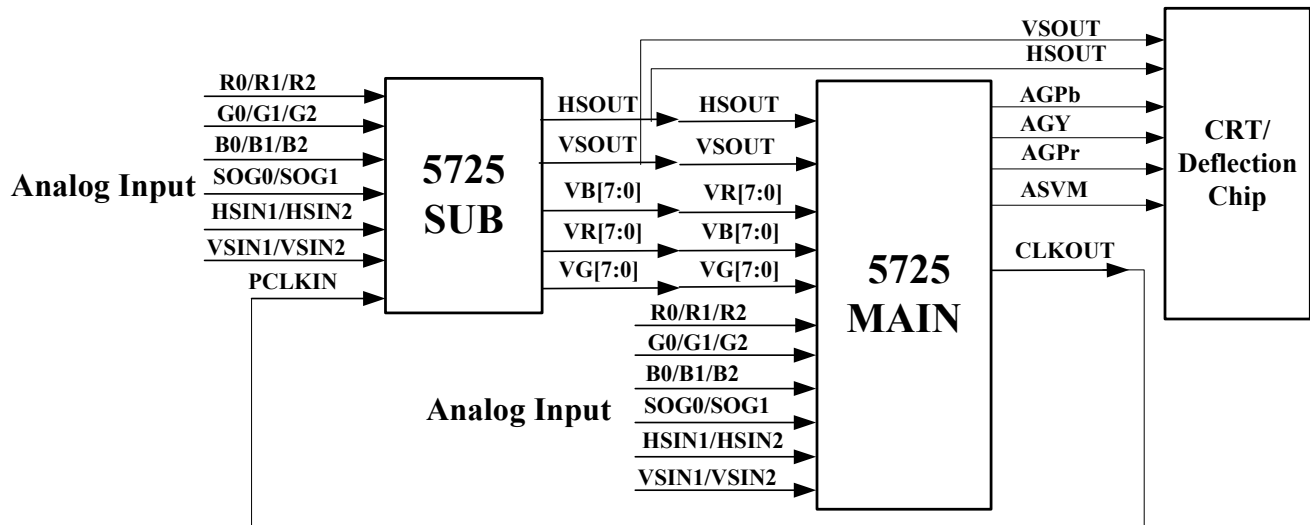 VSOUT
HSOUT
R0/R1/R2
G0/G1/G2
B0/B1/B2
SOG0/SOG1
HSIN1/HSIN2
VSIN1/VSIN2
PCLKIN
Analog Input
5725
SUB
HSOUT
VSOUT
VB[7:0]
VR[7:0]
VG[7:0]
HSOUT
VSOUT
VR[7:0]
VB[7:0]
VG[7:0]
R0/R1/R2
G0/G1/G2
B0/B1/B2
SOG0/SOG1
HSIN1/HSIN2
VSIN1/VSIN2
Analog Input
5725
MAIN
AGPb
AGY
AGPr
ASVM
CLKOUT
CRT/
Deflection
Chip